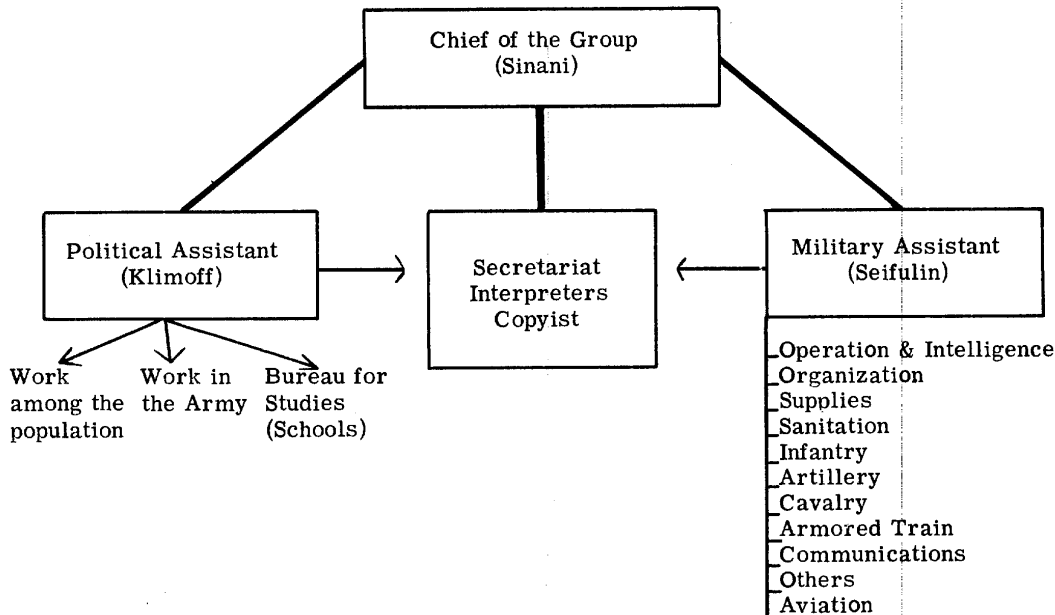 Chief of the Group
(Sinani)
Political Assistant
(Klimoff)
Secretariat
Interpreters
Copyist
Military Assistant
(Seifulin)
Work
among the
population
Work in
the Army
Bureau for
Studies
(Schools)
Operation & Intelligence
Organization
Supplies
Sanitation
Infantry
Artillery
Cavalry
Armored Train
Communications
Others
Aviation